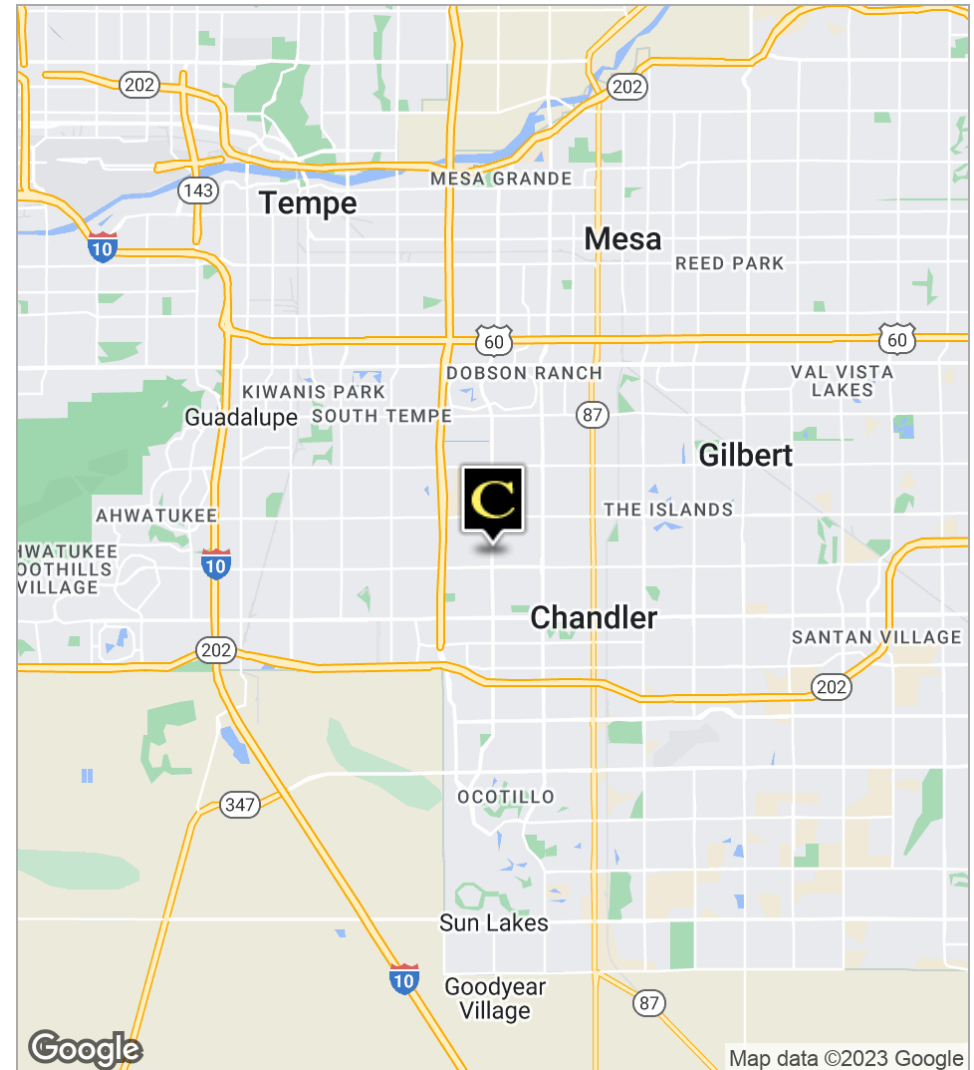 202
202
143
MESA GRANDE
Tempe
10
Mesa
REED PARK
60
60
DOBSON RANCH
VAL VISTA
LAKES
KIWANIS PARK
Guadalupe
SOUTH TEMPE
87
Gilbert
C
AHWATUKEE
THE ISLANDS
HWATUKEE
OOTHILLS
VILLAGE
10
Chandler
SANTAN VILLAGE
202
202
OCOTILLO
347
Sun Lakes
10
Goodyear
Village
87
Google
Map data ©2023 Google